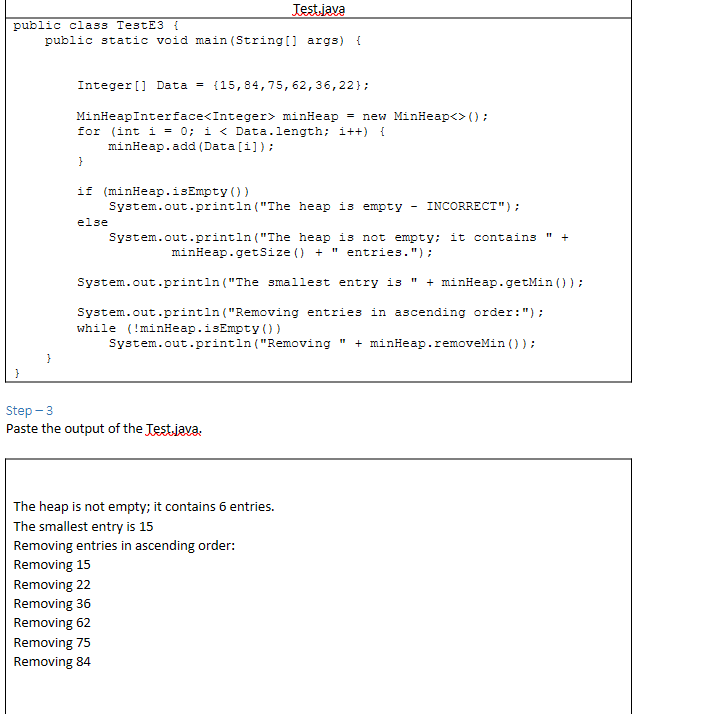 Test.java
public class TestE3 {
    public static void main(String[] args) {
        Integer[] Data = {15,84,75,62,36,22};
        MinHeapInterface<Integer> minHeap = new MinHeap<>();
        for (int i = 0; i < Data.length; i++) {
            minHeap.add(Data[i]);
        }
        if (minHeap.isEmpty())
            System.out.println("The heap is empty - INCORRECT");
        else
            System.out.println("The heap is not empty; it contains " +
                    minHeap.getSize() + " entries.");
        System.out.println("The smallest entry is " + minHeap.getMin());
        System.out.println("Removing entries in ascending order:");
        while (!minHeap.isEmpty())
            System.out.println("Removing " + minHeap.removeMin());
    }
}
Step – 3
Paste the output of the Test.java.
The heap is not empty; it contains 6 entries.
The smallest entry is 15
Removing entries in ascending order:
Removing 15
Removing 22
Removing 36
Removing 62
Removing 75
Removing 84